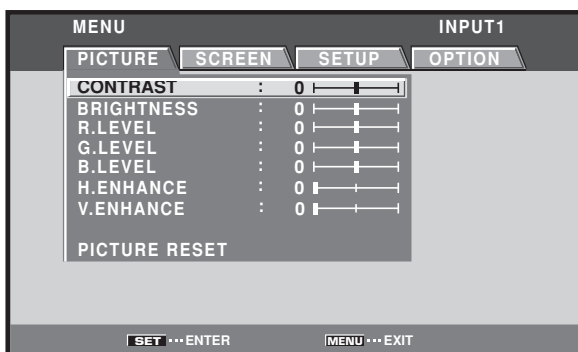 MENU INPUT1
PICTURE SCREEN SETUP OPTION
CONTRAST : 0
BRIGHTNESS : 0
R.LEVEL : 0
G.LEVEL : 0
B.LEVEL : 0
H.ENHANCE : 0
V.ENHANCE : 0
PICTURE RESET
SET ··· ENTER MENU ··· EXIT